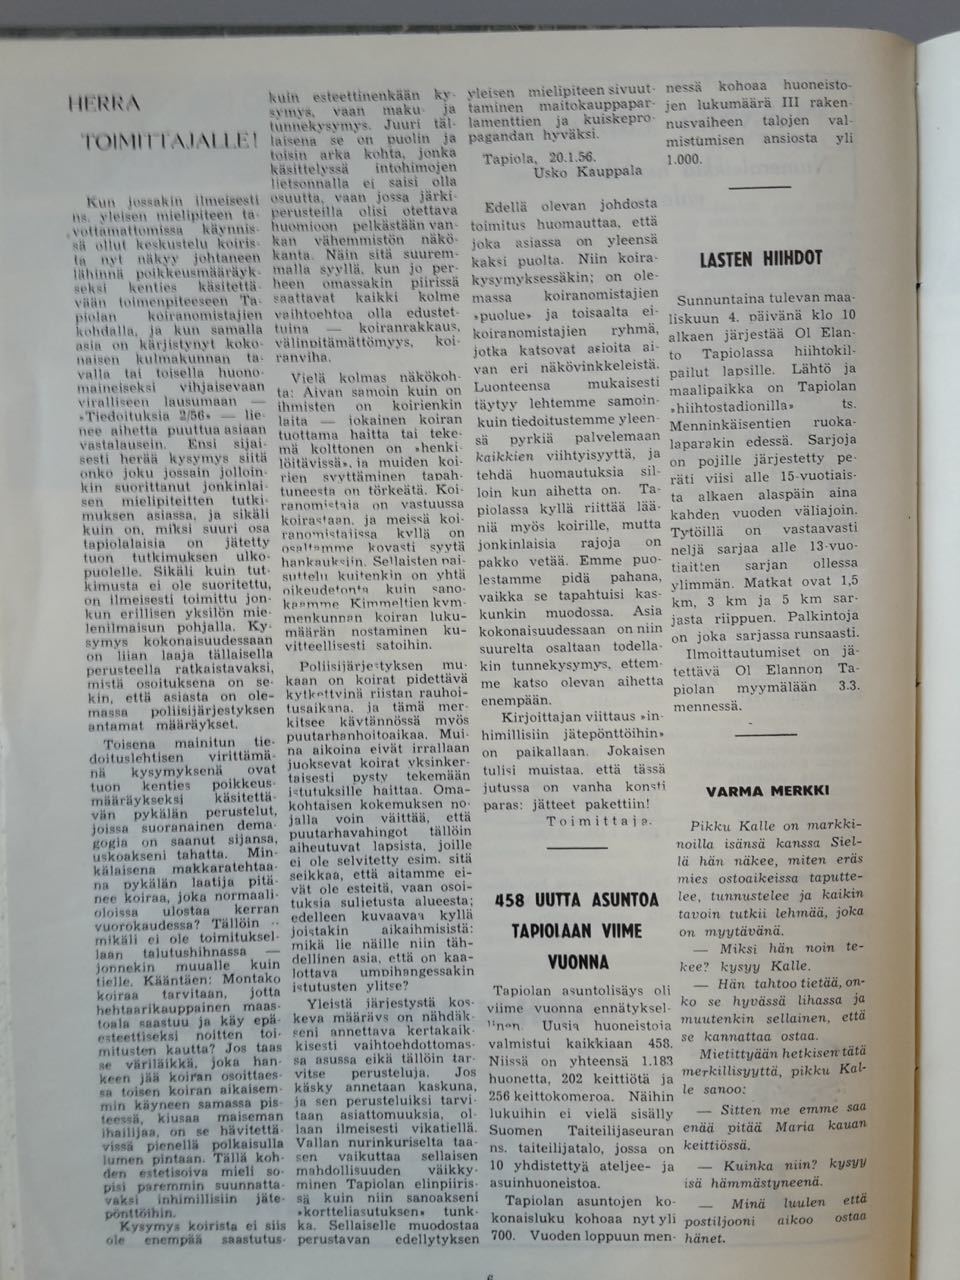 HERRA
TOIMITTAJALLE!
Kun jossakin ilmeisesti
ns. yleisen mielipiteen ta-
vottamattomissa käynnis-
sä ollut keskustelu koiris-
ta nyt näkyy johtaneen
lähinnä poikkeusmääräyk-
seksi kenties käsitettä-
vään toimenpiteeseen Ta-
piolan koiranomistajien
kohdalla, ja kun samalla
asia on kärjistynyt koko-
naisen kulmakunnan ta-
valla tai toisella huono-
maineiseksi vihjaisevaan
viralliseen lausumaan —
»Tiedoituksia 2/56« — lie-
nee aihetta puuttua asiaan
vastalausein. Ensi sijai-
sesti herää kysymys siitä
onko joku jossain jolloin-
kin suorittanut jonkinlai-
sen mielipiteitten tutki-
muksen asiassa, ja sikäli
kuin on, miksi suuri osa
tapiolalaisia on jätetty
tuon tutkimuksen ulko-
puolelle. Sikäli kuin tut-
kimusta ei ole suoritettu,
on ilmeisesti toimittu jon-
kun erillisen yksilön mie-
lenilmaisun pohjalla. Ky-
symys kokonaisuudessaan
on liian laaja tällaisella
perusteella ratkaistavaksi,
mistä osoituksena on se-
kin, että asiasta on ole-
massa poliisijärjestyksen
antamat määräykset.
Toisena mainitun tie-
doituslehtisen virittämä-
nä kysymyksenä ovat
tuon kenties poikkeus-
määräykseksi käsitettä-
vän pykälän perustelut,
joissa suoranainen dema-
gogia on saanut sijansa,
uskoakseni tahatta. Min-
kälaisena makkaratehtaa-
na pykälän laatija pitä-
nee koiraa, joka normaali-
oloissa ulostaa kerran
vuorokaudessa? Tällöin --
mikäli ei ole toimituksel-
laan talutushihnassa —
jonnekin muualle kuin
tielle. Kääntäen: Montako
koiraa tarvitaan, jotta
hehtaarikauppainen maas-
toala saastuu ja käy epä-
esteettiseksi noitten toi-
mitusten kautta? Jos taas
se väriläikkä, joka han-
keen jää koiran osoittaes-
sa toisen koiran aikaisem-
min käyneen samassa pis-
teessä, kiusaa maiseman
ihailijaa, on se hävitettä-
vissä pienellä polkaisulla
lumen pintaan. Tällä koh-
den estetisoiva mieli so-
pisi paremmin suunnatta-
vaksi inhimillisiin jäte-
pönttöihin.
Kysymys koirista ei siis
ole enempää saastutus-
kuin esteettinenkään ky-
symys, vaan maku- ja
tunnekysymys. Juuri täl-
laisena se on puolin ja
toisin arka kohta, jonka
käsittelyssä intohimojen
lietsonnalla ei saisi olla
osuutta, vaan jossa järki-
perusteilla olisi otettava
huomioon pelkästään van-
kan vähemmistön näkö-
kanta. Näin sitä suurem-
malla syyllä, kun jo per-
heen omassakin piirissä
saattavat kaikki kolme
vaihtoehtoa olla edustet-
tuina — koiranrakkaus,
välinpitämättömyys, koi-
ranviha.
Vielä kolmas näkökoh-
ta: Aivan samoin kuin on
ihmisten on koirienkin
laita — jokainen koiran
tuottama haitta tai teke-
mä kolttonen on »henki-
löitävissä», ja muiden koi-
rien syyttäminen tapah-
tuneesta on törkeätä. Koi-
ranomistaja on vastuussa
koirastaan, ja meissä koi-
ranomistajissa kyllä on
osaltamme kovasti syytä
hankauksiin. Sellaisten pai-
suttelu kuitenkin on yhtä
oikeudetonta kuin sano-
kaamme Kimmeltien kym-
menkunnan koiran luku-
määrän nostaminen ku-
vitteellisesti satoihin.
Poliisijärjestyksen mu-
kaan on koirat pidettävä
kytkettyinä riistan rauhoi-
tusaikana, ja tämä mer-
kitsee käytännössä myös
puutarhanhoitoaikaa. Mui-
na aikoina eivät irrallaan
juoksevat koirat yksinker-
taisesti pysty tekemään
istutuksille haittaa. Oma-
kohtaisen kokemuksen no-
jalla voin väittää, että
puutarhavahingot tällöin
aiheutuvat lapsista, joille
ei ole selvitetty esim. sitä
seikkaa, että aitamme ei-
vät ole esteitä, vaan osoi-
tuksia suljetusta alueesta;
edelleen kuvaavaa kyllä
joistakin aikaihmisistä:
mikä lie näille niin täh-
dellinen asia, että on kaa-
lottava umpihangessakin
istutusten ylitse?
Yleistä järjestystä kos-
keva määräys on nähdäk-
seni annettava kertakaik-
kisesti vaihtoehdottomas-
sa asussa eikä tällöin tar-
vitse perusteluja. Jos
käsky annetaan kaskuna,
ja sen perusteluiksi tarvi-
taan asiattomuuksia, ol-
laan ilmeisesti vikatiellä.
Vallan nurinkuriselta taa-
sen vaikuttaa sellaisen
mahdollisuuden väikky-
minen Tapiolan elinpiiris-
sä kuin niin sanoakseni
»kortteliasutuksen» tunk-
ka. Sellaiselle muodostaa
perustavan edellytyksen
yleisen mielipiteen sivuut-
taminen maitokauppapar-
lamenttien ja kuiskepro-
pagandan hyväksi.
Tapiola, 20.1.56.
Usko Kauppala
Edellä olevan johdosta
toimitus huomauttaa, että
joka asiassa on yleensä
kaksi puolta. Niin koira-
kysymyksessäkin; on ole-
massa koiranomistajien
»puolue» ja toisaalta ei-
koiranomistajien ryhmä,
jotka katsovat asioita ai-
van eri näkövinkkeleistä.
Luonteensa mukaisesti
täytyy lehtemme samoin-
kuin tiedoitustemme yleen-
sä pyrkiä palvelemaan
kaikkien viihtyisyyttä, ja
tehdä huomautuksia sil-
loin kun aihetta on. Ta-
piolassa kyllä riittää lää-
niä myös koirille, mutta
jonkinlaisia rajoja on
pakko vetää. Emme puo-
lestamme pidä pahana,
vaikka se tapahtuisi kas-
kunkin muodossa. Asia
kokonaisuudessaan on niin
suurelta osaltaan todella-
kin tunnekysymys, ettem-
me katso olevan aihetta
enempään.
Kirjoittajan viittaus »in-
himillisiin jätepönttöihin»
on paikallaan. Jokaisen
tulisi muistaa, että tässä
jutussa on vanha konsti
paras: jätteet pakettiin!
Toimittaja.
458 UUTTA ASUNTOA
TAPIOLAAN VIIME
VUONNA
Tapiolan asuntolisäys oli
viime vuonna ennätyksel-
linen. Uusia huoneistoia
valmistui kaikkiaan 458.
Niissä on yhteensä 1.183
huonetta, 202 keittiötä ja
256 keittokomeroa. Näihin
lukuihin ei vielä sisälly
Suomen Taiteilijaseuran
ns. taiteilijatalo, jossa on
10 yhdistettyä ateljee- ja
asuinhuoneistoa.
Tapiolan asuntojen ko-
konaisluku kohoaa nyt yli
700. Vuoden loppuun men-
nessä kohoaa huoneisto-
jen lukumäärä III raken-
nusvaiheen talojen val-
mistumisen ansiosta yli
1.000.
LASTEN HIIHDOT
Sunnuntaina tulevan maa-
liskuun 4. päivänä klo 10
alkaen järjestää Ol Elan-
to Tapiolassa hiihtokil-
pailut lapsille. Lähtö ja
maalipaikka on Tapiolan
»hiihtostadionilla» ts.
Menninkäisentien ruoka-
laparakin edessä. Sarjoja
on pojille järjestetty pe-
räti viisi alle 15-vuotiais-
ta alkaen alaspäin aina
kahden vuoden väliajoin.
Tytöillä on vastaavasti
neljä sarjaa alle 13-vuo-
tiaitten sarjan ollessa
ylimmän. Matkat ovat 1,5
km, 3 km ja 5 km sar-
jasta riippuen. Palkintoja
on joka sarjassa runsaasti.
Ilmoittautumiset on jä-
tettävä Ol Elannon Ta-
piolan myymälään 3.3.
mennessä.
VARMA MERKKI
Pikku Kalle on markki-
noilla isänsä kanssa Siel-
lä hän näkee, miten eräs
mies ostoaikeissa taputte-
lee, tunnustelee ja kaikin
tavoin tutkii lehmää, joka
on myytävänä.
— Miksi hän noin te-
kee? kysyy Kalle.
— Hän tahtoo tietää, on-
ko se hyvässä lihassa ja
muutenkin sellainen, että
se kannattaa ostaa.
Mietittyään hetkisen tätä
merkillisyyttä, pikku Kal-
le sanoo:
— Sitten me emme saa
enää pitää Maria kauan
keittiössä.
— Kuinka niin? kysyy
isä hämmästyneenä.
— Minä luulen että
postiljooni aikoo ostaa
hänet.
6